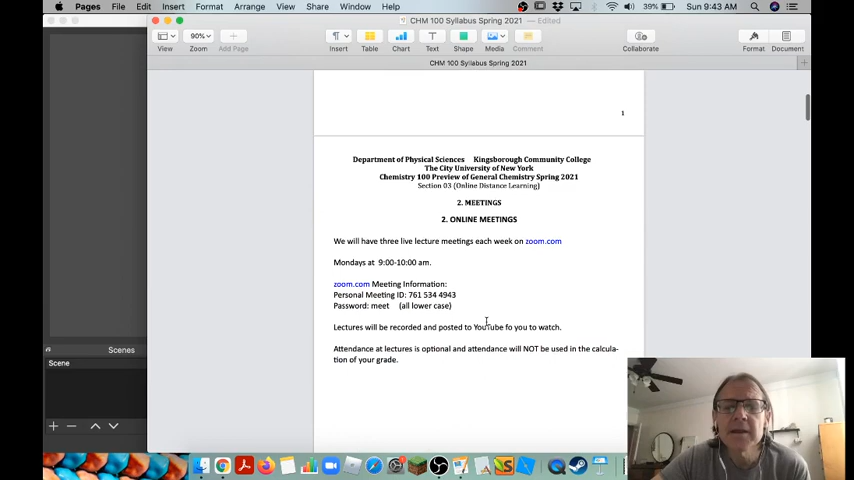 Pages File Edit Insert Format Arrange View Share Window Help 39% Sun 9:43 AM
CHM 100 Syllabus Spring 2021 — Edited
90%
View Zoom Add Page Insert Table Chart Text Shape Media Comment Collaborate Format Document
CHM 100 Syllabus Spring 2021
1
Department of Physical Sciences Kingsborough Community College
The City University of New York
Chemistry 100 Preview of General Chemistry Spring 2021
Section 03 (Online Distance Learning)
2. MEETINGS
2. ONLINE MEETINGS
We will have three live lecture meetings each week on zoom.com
Mondays at 9:00-10:00 am.
zoom.com Meeting Information:
Personal Meeting ID: 761 534 4943
Password: meet (all lower case)
Lectures will be recorded and posted to YouTube fo you to watch.
Attendance at lectures is optional and attendance will NOT be used in the calcula-
tion of your grade.
Scenes
Scene